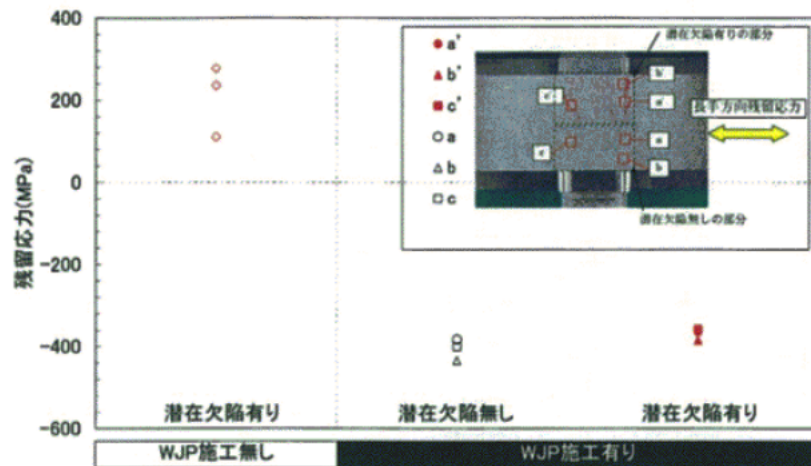 400
200
0
-200
-400
-600
残留応力(MPa)
a'
b'
c'
a
b
c
潜在欠陥有りの部分
b'
a'
c'
長手方向残留応力
a
c
b
潜在欠陥無しの部分
潜在欠陥有り
潜在欠陥無し
潜在欠陥有り
WJP施工無し
WJP施工有り